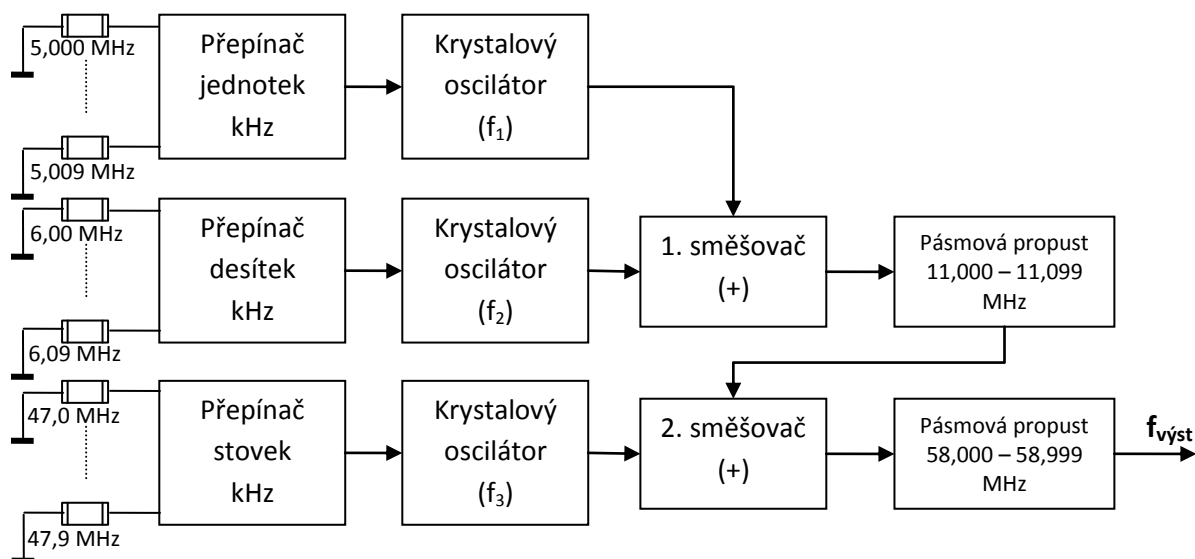 5,000 MHz
5,009 MHz
Přepínač
jednotek
kHz
Krystalový
oscilátor
(f₁)
6,00 MHz
6,09 MHz
Přepínač
desítek
kHz
Krystalový
oscilátor
(f₂)
1. směšovač
(+)
Pásmová propust
11,000 – 11,099
MHz
47,0 MHz
47,9 MHz
Přepínač
stovek
kHz
Krystalový
oscilátor
(f₃)
2. směšovač
(+)
Pásmová propust
58,000 – 58,999
MHz
fvýst